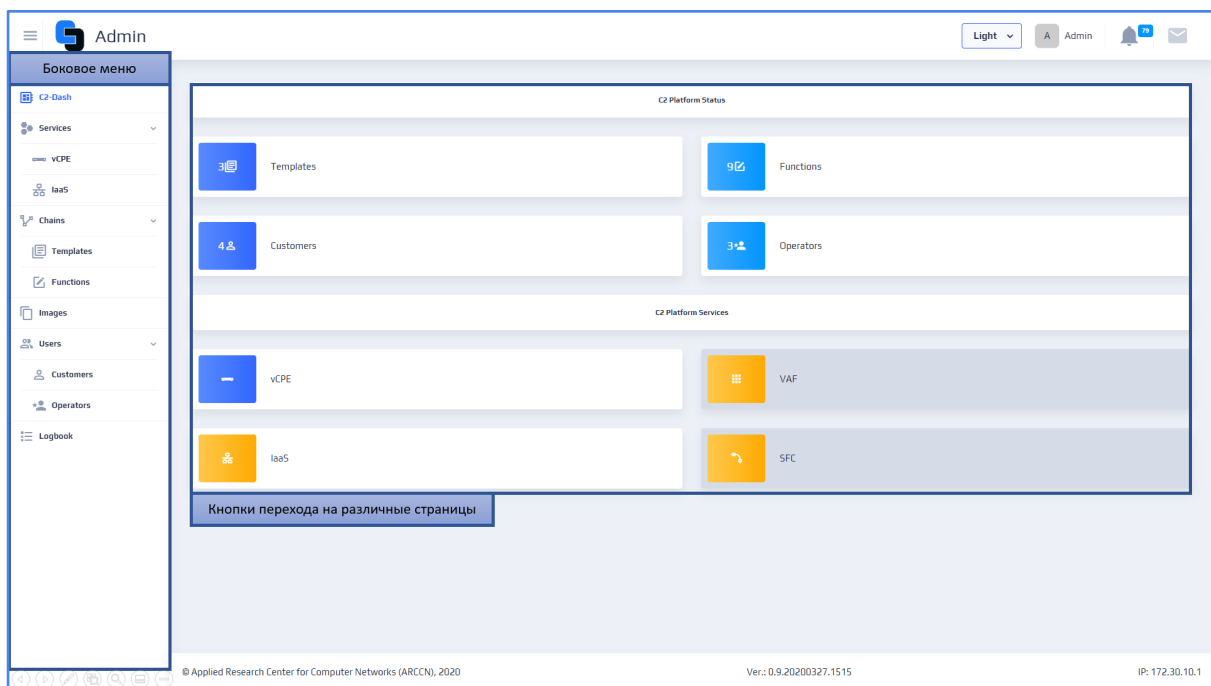 Admin
Light
A Admin
79
Боковое меню
C2-Dash
Services
vCPE
IaaS
Chains
Templates
Functions
Images
Users
Customers
Operators
Logbook
C2 Platform Status
3 Templates
9 Functions
4 Customers
3 Operators
C2 Platform Services
vCPE
VAF
IaaS
SFC
Кнопки перехода на различные страницы
© Applied Research Center for Computer Networks (ARCCN), 2020
Ver.: 0.9.20200327.1515
IP: 172.30.10.1